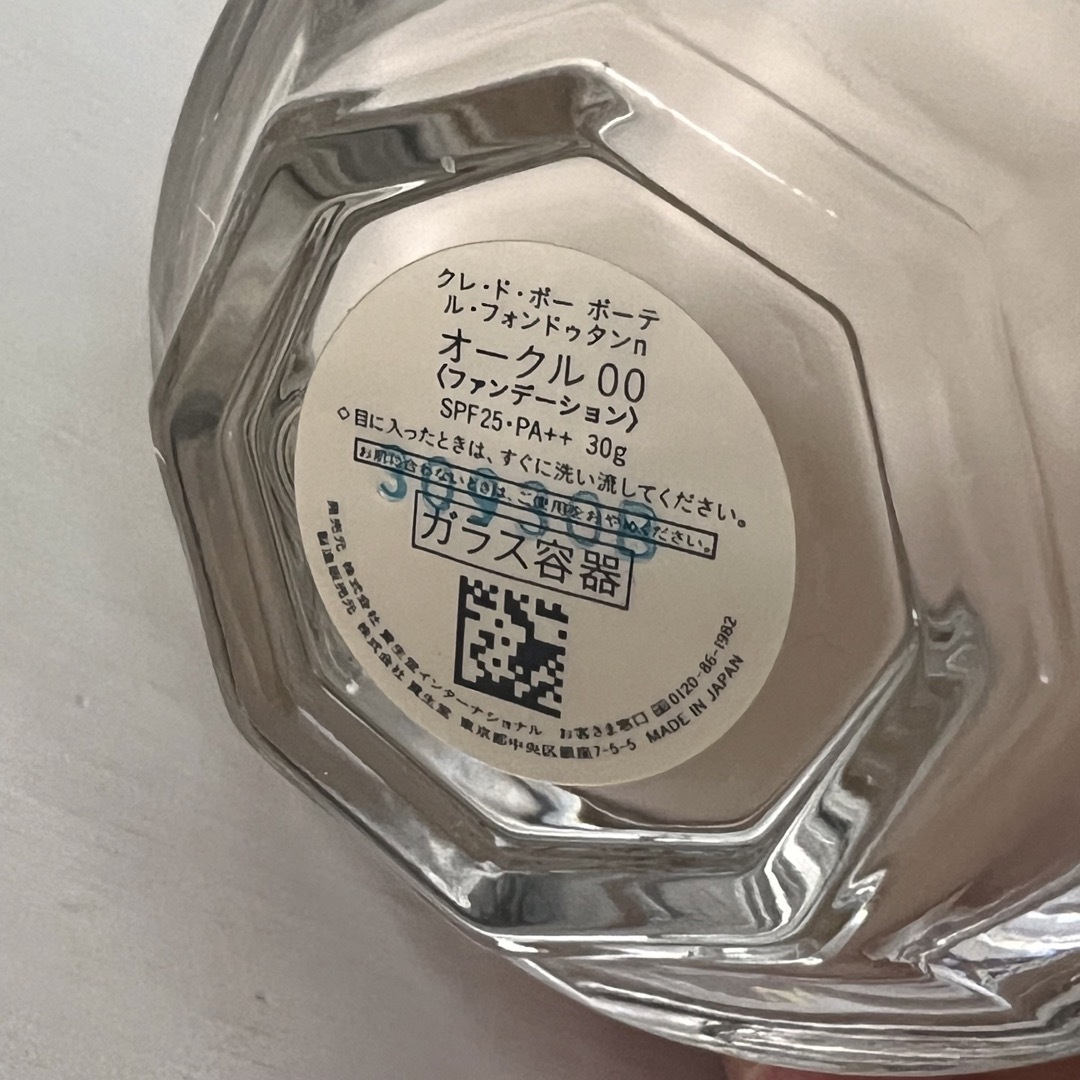 クレ・ド・ポー ボーテ
ル・フォンドゥタンn
オークル 00
〈ファンデーション〉
SPF25・PA++ 30g
◇目に入ったときは、すぐに洗い流してください。
お肌に合わないときは、ご使用をおやめください。
30930B
ガラス容器
発売元 株式会社 資生堂インターナショナル お客さま窓口 0120-86-1982
製造販売元 株式会社 資生堂 東京都中央区銀座7-5-5 MADE IN JAPAN